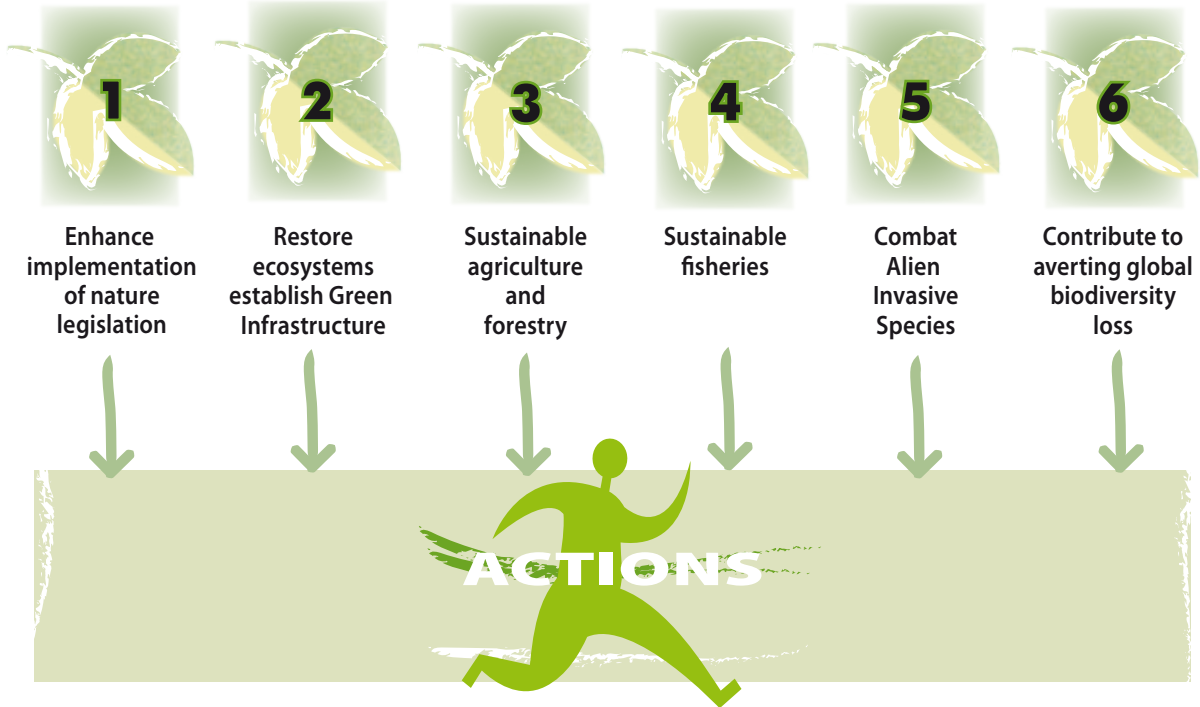 1
Enhance
implementation
of nature
legislation
2
Restore
ecosystems
establish Green
Infrastructure
3
Sustainable
agriculture
and
forestry
4
Sustainable
fisheries
5
Combat
Alien
Invasive
Species
6
Contribute to
averting global
biodiversity
loss
ACTIONS